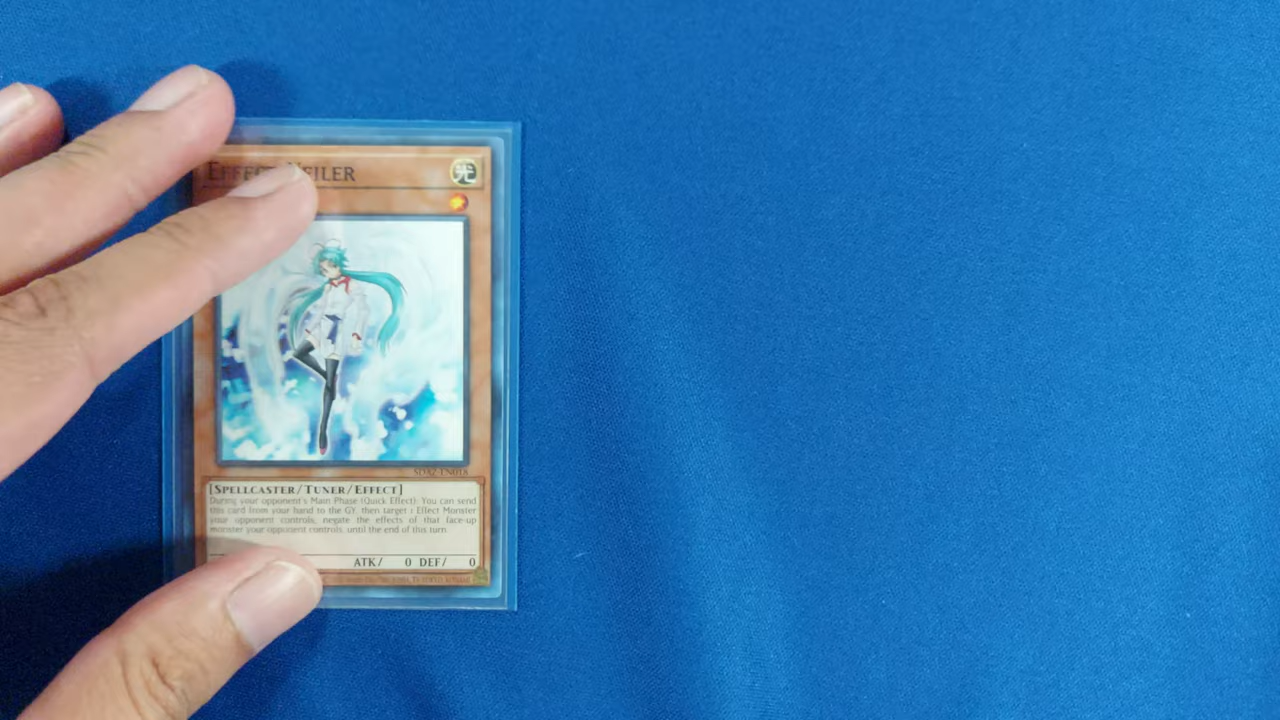 EFFECT VEILER
光
[SPELLCASTER/TUNER/EFFECT]
During your opponent's Main Phase (Quick Effect): You can send
this card from your hand to the GY, then target 1 Effect Monster
your opponent controls; negate the effects of that face-up
monster your opponent controls, until the end of this turn.
ATK/ 0 DEF/ 0